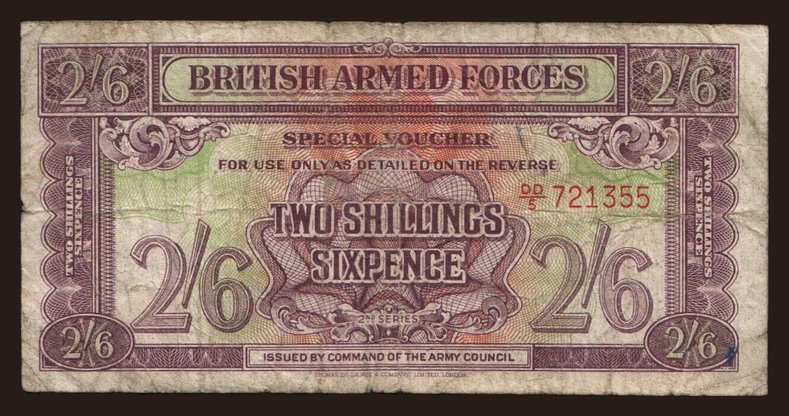 2/6 BRITISH ARMED FORCES 2/6
SPECIAL VOUCHER
FOR USE ONLY AS DETAILED ON THE REVERSE
DD/5 721355
TWO SHILLINGS
SIXPENCE
TWO SHILLINGS
SIXPENCE
TWO SHILLINGS
SIXPENCE
2/6 2/6
2ND SERIES
2/6 2/6
ISSUED BY COMMAND OF THE ARMY COUNCIL
THOMAS DE LA RUE & COMPANY, LIMITED, LONDON.